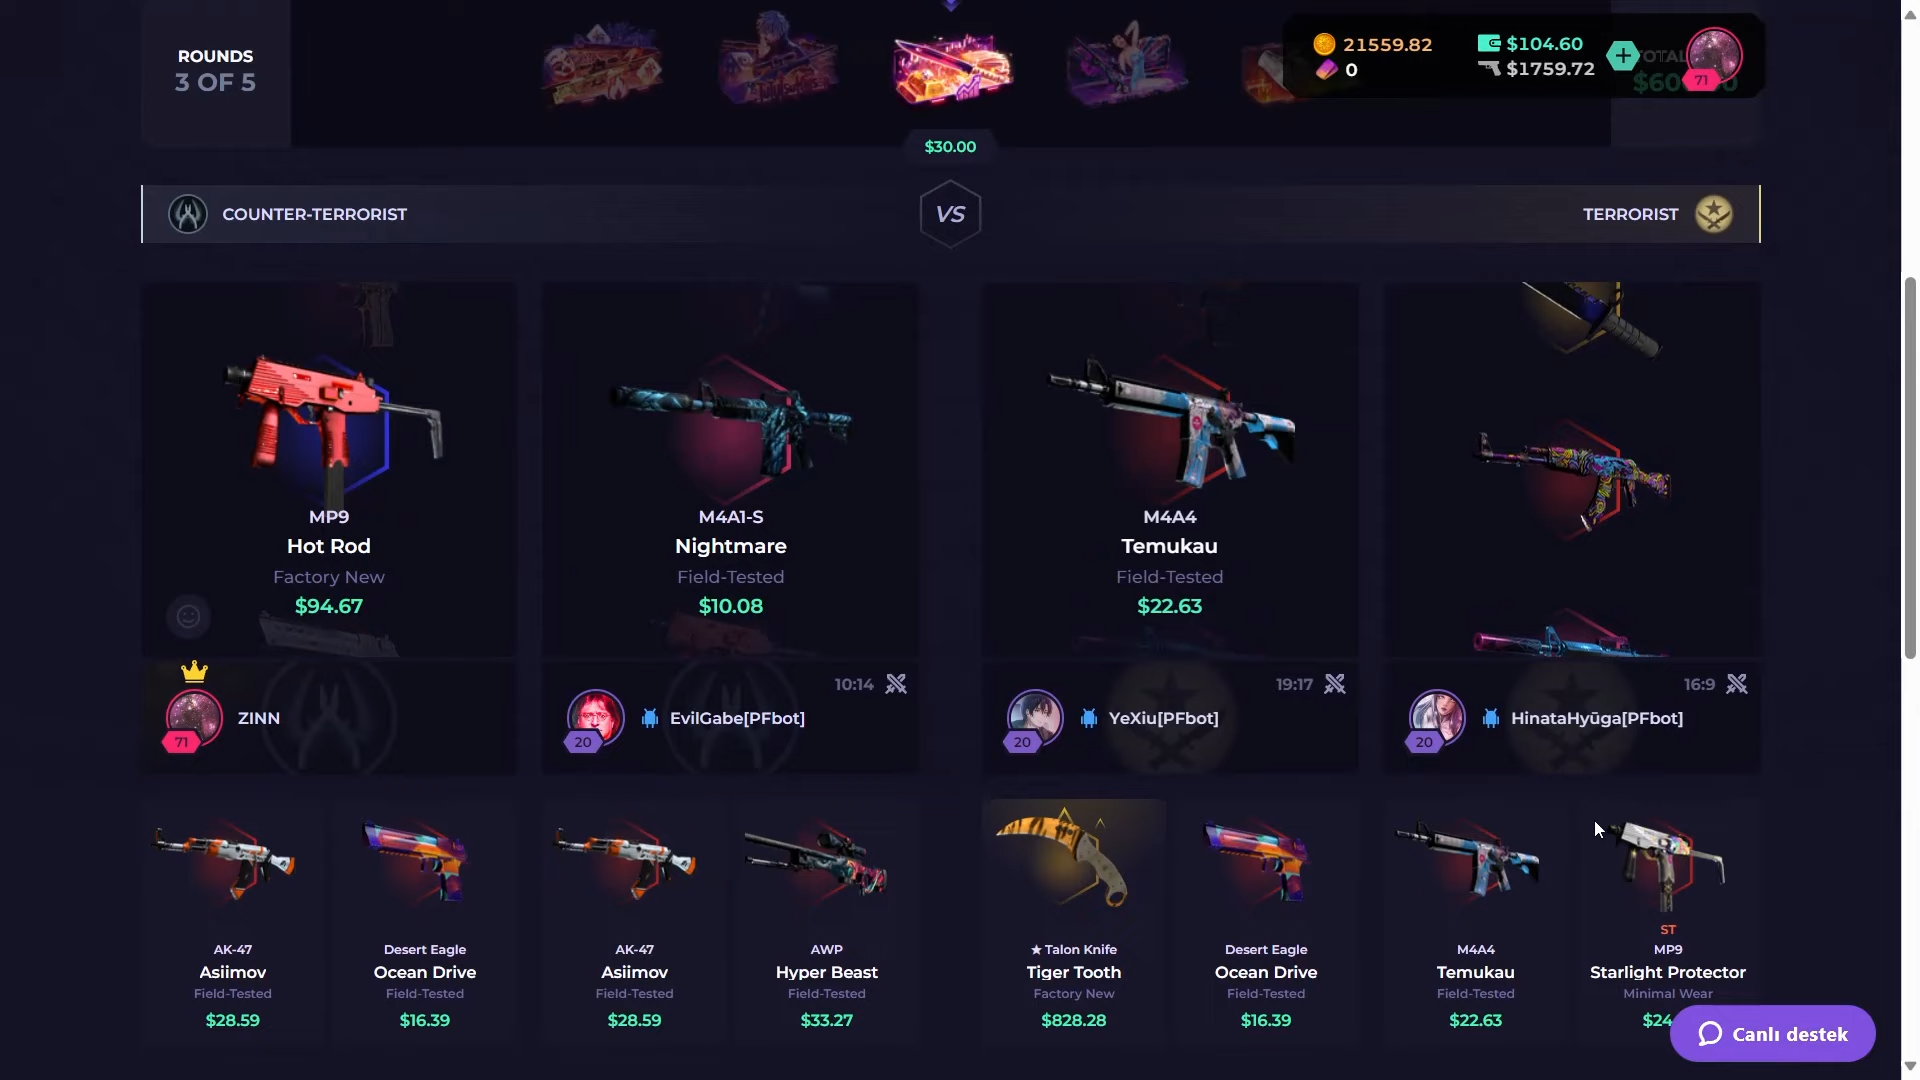 ROUNDS
3 OF 5
21559.82
$104.60
0
$1759.72
71
$30.00
COUNTER-TERRORIST
VS
TERRORIST
MP9
Hot Rod
Factory New
$94.67
M4A1-S
Nightmare
Field-Tested
$10.08
M4A4
Temukau
Field-Tested
$22.63
71
ZINN
10:14
20
EvilGabe[PFbot]
19:17
20
YeXiu[PFbot]
16:9
20
HinataHyūga[PFbot]
AK-47
Asiimov
Field-Tested
$28.59
Desert Eagle
Ocean Drive
Field-Tested
$16.39
AK-47
Asiimov
Field-Tested
$28.59
AWP
Hyper Beast
Field-Tested
$33.27
★ Talon Knife
Tiger Tooth
Factory New
$828.28
Desert Eagle
Ocean Drive
Field-Tested
$16.39
M4A4
Temukau
Field-Tested
$22.63
ST
MP9
Starlight Protector
Minimal Wear
$24
Canlı destek